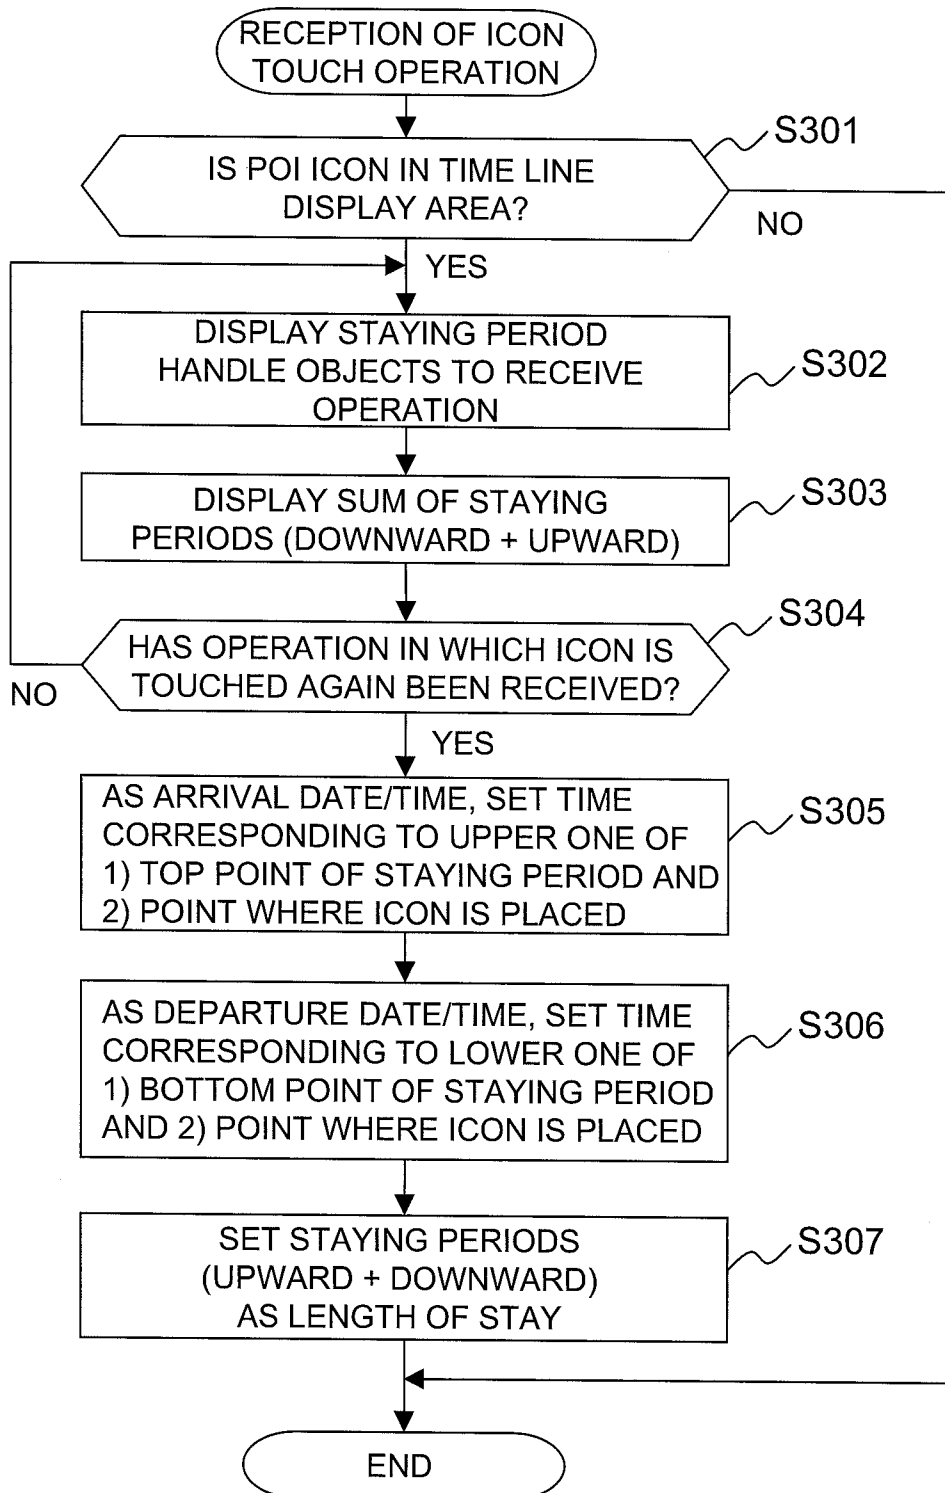 RECEPTION OF ICON
TOUCH OPERATION
S301
IS POI ICON IN TIME LINE
DISPLAY AREA?
NO
YES
DISPLAY STAYING PERIOD
HANDLE OBJECTS TO RECEIVE
OPERATION
S302
DISPLAY SUM OF STAYING
PERIODS (DOWNWARD + UPWARD)
S303
S304
HAS OPERATION IN WHICH ICON IS
TOUCHED AGAIN BEEN RECEIVED?
NO
YES
AS ARRIVAL DATE/TIME, SET TIME
CORRESPONDING TO UPPER ONE OF
1) TOP POINT OF STAYING PERIOD AND
2) POINT WHERE ICON IS PLACED
S305
AS DEPARTURE DATE/TIME, SET TIME
CORRESPONDING TO LOWER ONE OF
1) BOTTOM POINT OF STAYING PERIOD
AND 2) POINT WHERE ICON IS PLACED
S306
SET STAYING PERIODS
(UPWARD + DOWNWARD)
AS LENGTH OF STAY
S307
END